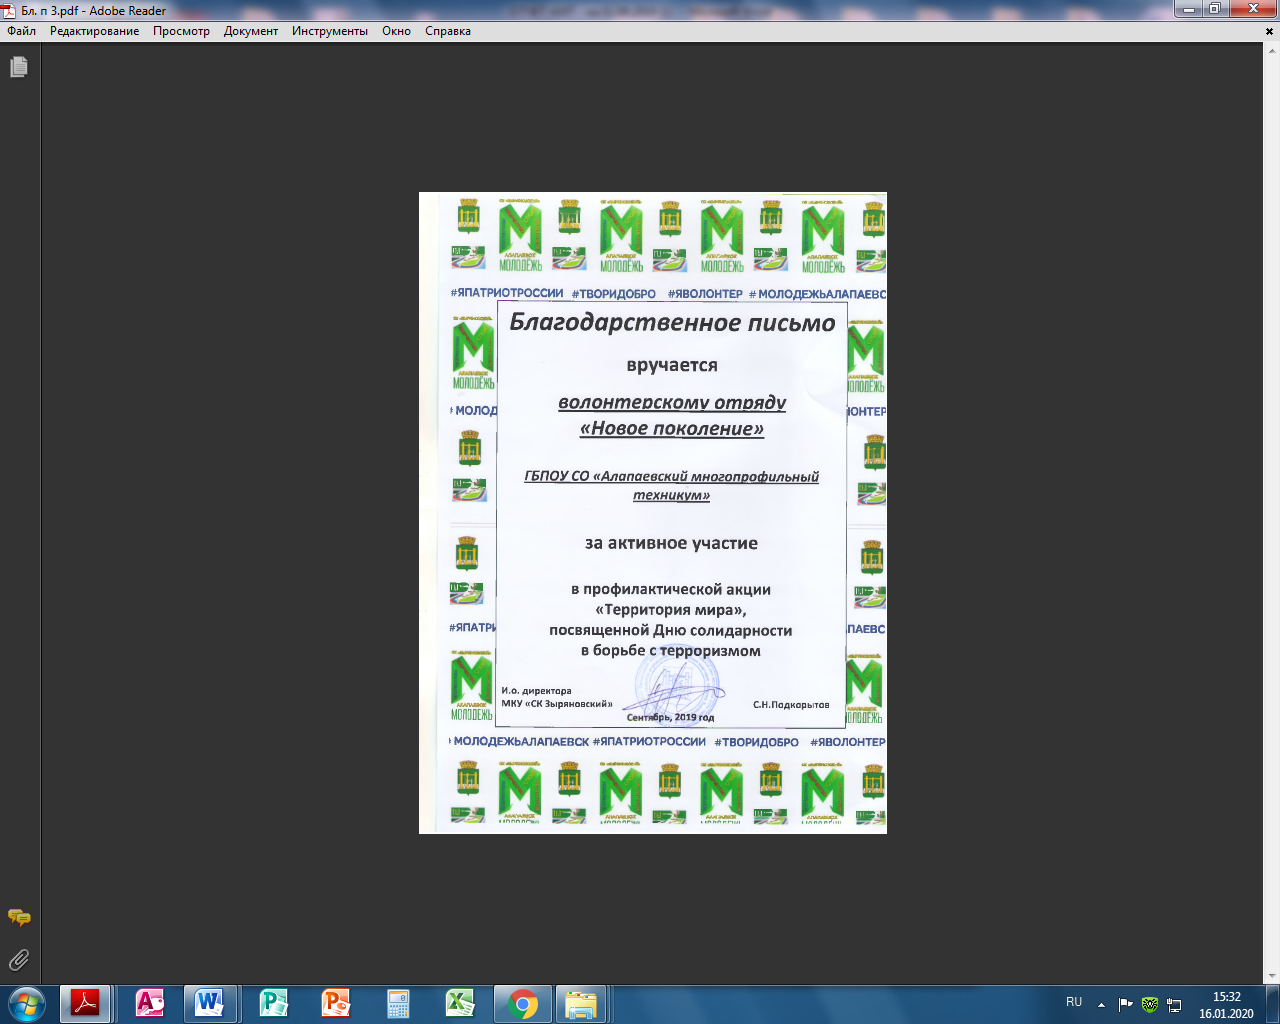 Бл. п 3.pdf - Adobe Reader
Файл Редактирование Просмотр Документ Инструменты Окно Справка
АЛАПАЕВСК
МОЛОДЁЖЬ
#ЯПАТРИОТРОССИИ #ТВОРИДОБРО #ЯВОЛОНТЕР #МОЛОДЕЖЬАЛАПАЕВС
Благодарственное письмо
вручается
волонтерскому отряду
«Новое поколение»
ГБПОУ СО «Алапаевский многопрофильный
техникум»
за активное участие
в профилактической акции
«Территория мира»,
посвященной Дню солидарности
в борьбе с терроризмом
И.о. директора
МКУ «СК Зыряновский»
С.Н.Подкорытов
Сентябрь, 2019 год
# МОЛОДЕЖЬАЛАПАЕВСК #ЯПАТРИОТРОССИИ #ТВОРИДОБРО #ЯВОЛОНТЕР
RU
15:32
16.01.2020